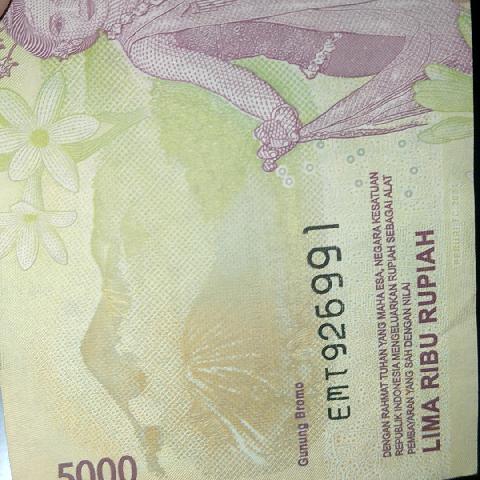 5000
Gunung Bromo
EMT926991
DENGAN RAHMAT TUHAN YANG MAHA ESA, NEGARA KESATUAN
REPUBLIK INDONESIA MENGELUARKAN RUPIAH SEBAGAI ALAT
PEMBAYARAN YANG SAH DENGAN NILAI
LIMA RIBU RUPIAH